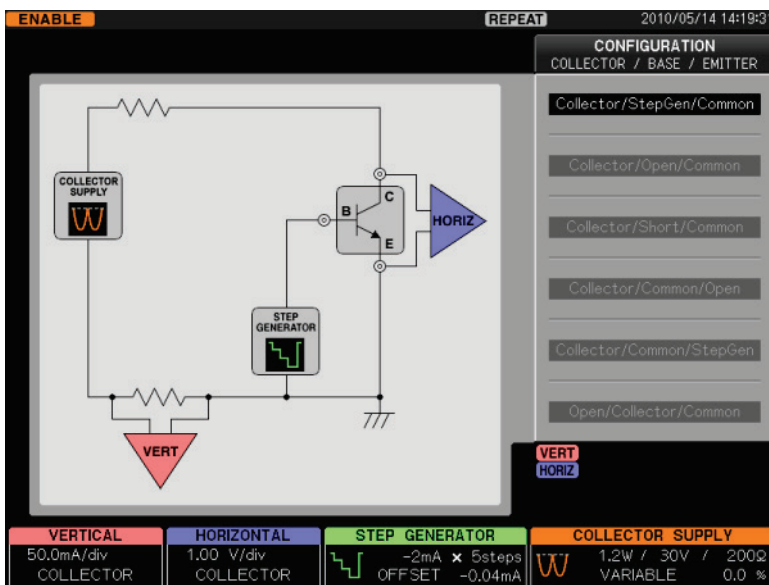 ENABLE
REPEAT
2010/05/14 14:19:31
CONFIGURATION
COLLECTOR / BASE / EMITTER
Collector/StepGen/Common
Collector/Open/Common
Collector/Short/Common
Collector/Common/Open
Collector/Common/StepGen
Open/Collector/Common
COLLECTOR
SUPPLY
C
B
E
HORIZ
STEP
GENERATOR
VERT
VERT
HORIZ
VERTICAL
50.0mA/div
COLLECTOR
HORIZONTAL
1.00 V/div
COLLECTOR
STEP GENERATOR
-2mA × 5steps
OFFSET -0.04mA
COLLECTOR SUPPLY
1.2W / 30V / 200Ω
VARIABLE 0.0 %